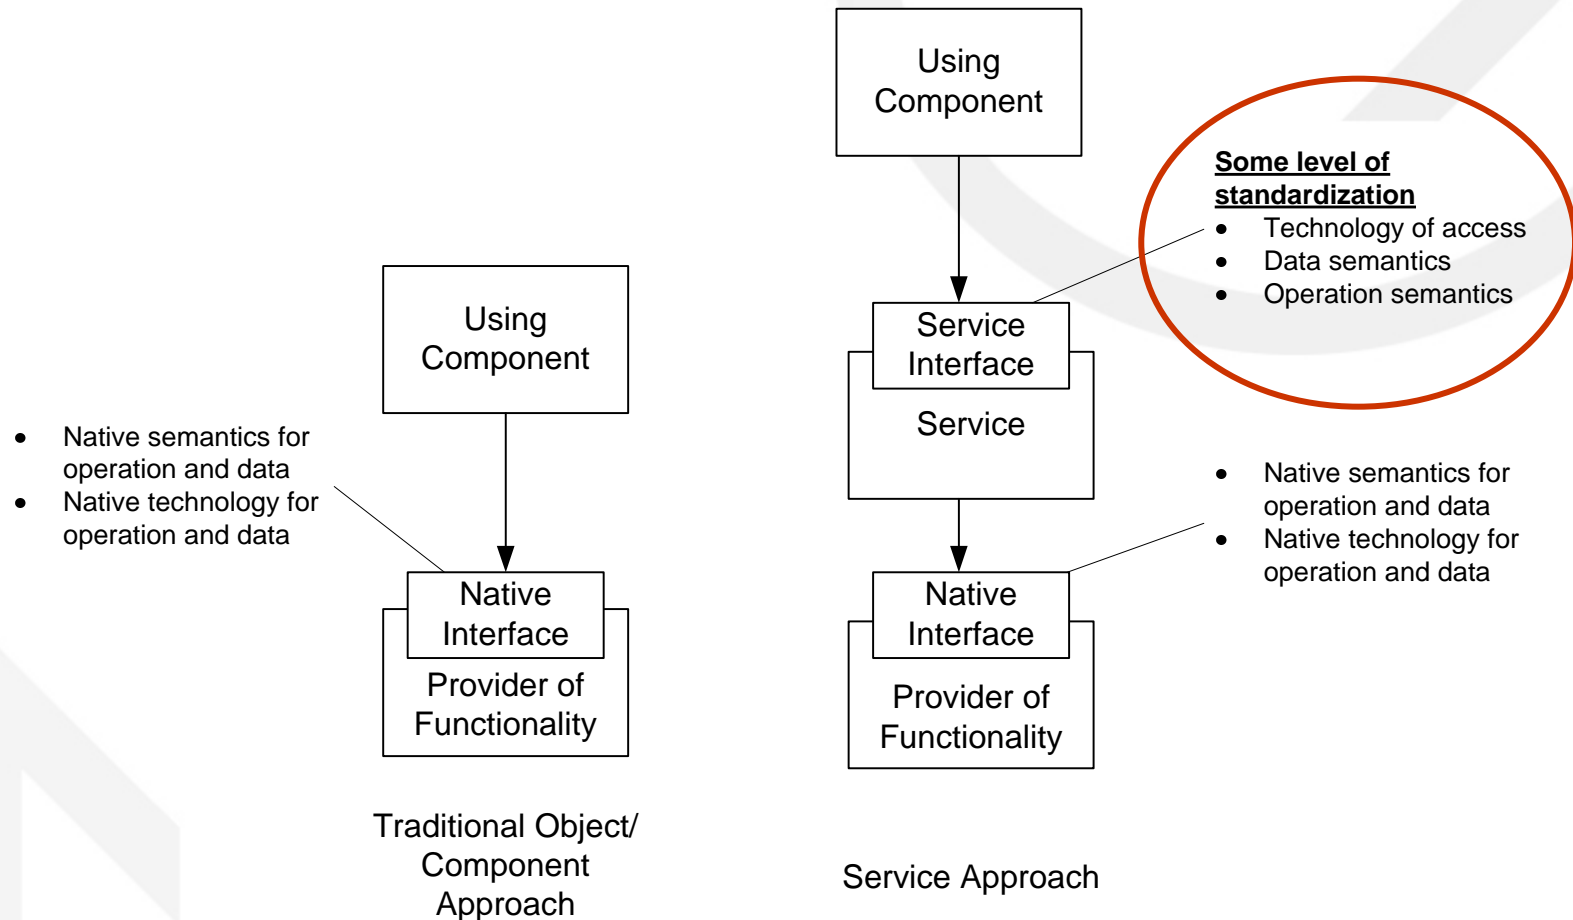 Using
Component
Native semantics for
operation and data
Native technology for
operation and data
Native
Interface
Provider of
Functionality
Traditional Object/
Component
Approach
Using
Component
Some level of
standardization
Technology of access
Data semantics
Operation semantics
Service
Interface
Service
Native semantics for
operation and data
Native technology for
operation and data
Native
Interface
Provider of
Functionality
Service Approach